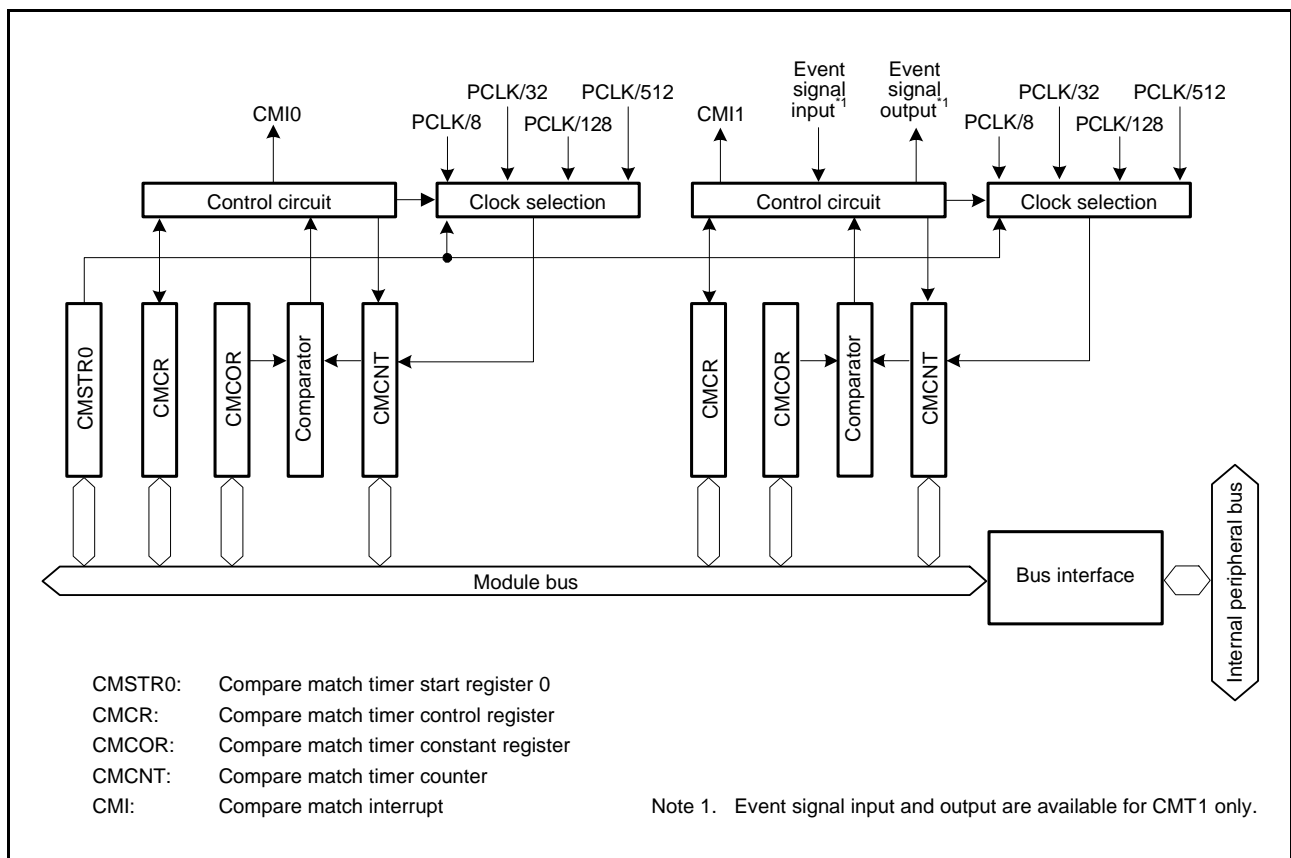 CMI0
PCLK/8
PCLK/32
PCLK/128
PCLK/512
CMI1
Event
signal
input*1
Event
signal
output*1
PCLK/8
PCLK/32
PCLK/128
PCLK/512
Control circuit
Clock selection
Control circuit
Clock selection
CMSTR0
CMCR
CMCOR
Comparator
CMCNT
CMCR
CMCOR
Comparator
CMCNT
Module bus
Bus interface
Internal peripheral bus
CMSTR0: Compare match timer start register 0
CMCR: Compare match timer control register
CMCOR: Compare match timer constant register
CMCNT: Compare match timer counter
CMI: Compare match interrupt
Note 1. Event signal input and output are available for CMT1 only.